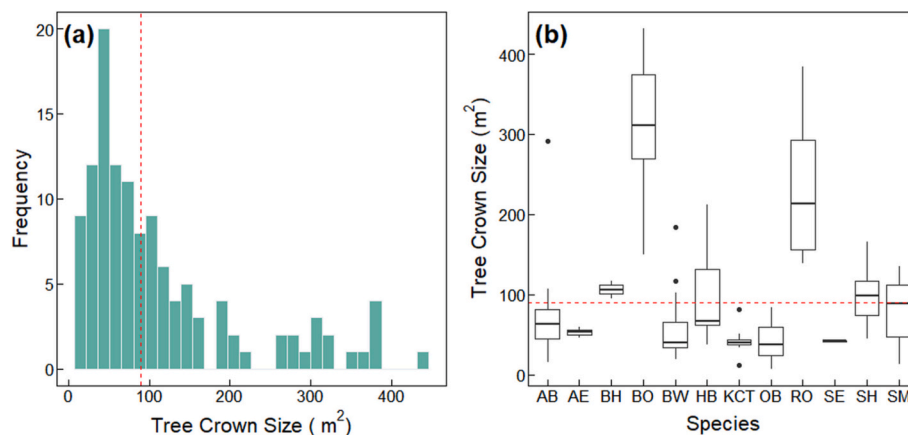 (a)
20
15
10
5
0
Frequency
0 100 200 300 400
Tree Crown Size ( m²)
(b)
400
300
200
100
0
Tree Crown Size (m²)
AB AE BH BO BW HB KCT OB RO SE SH SM
Species